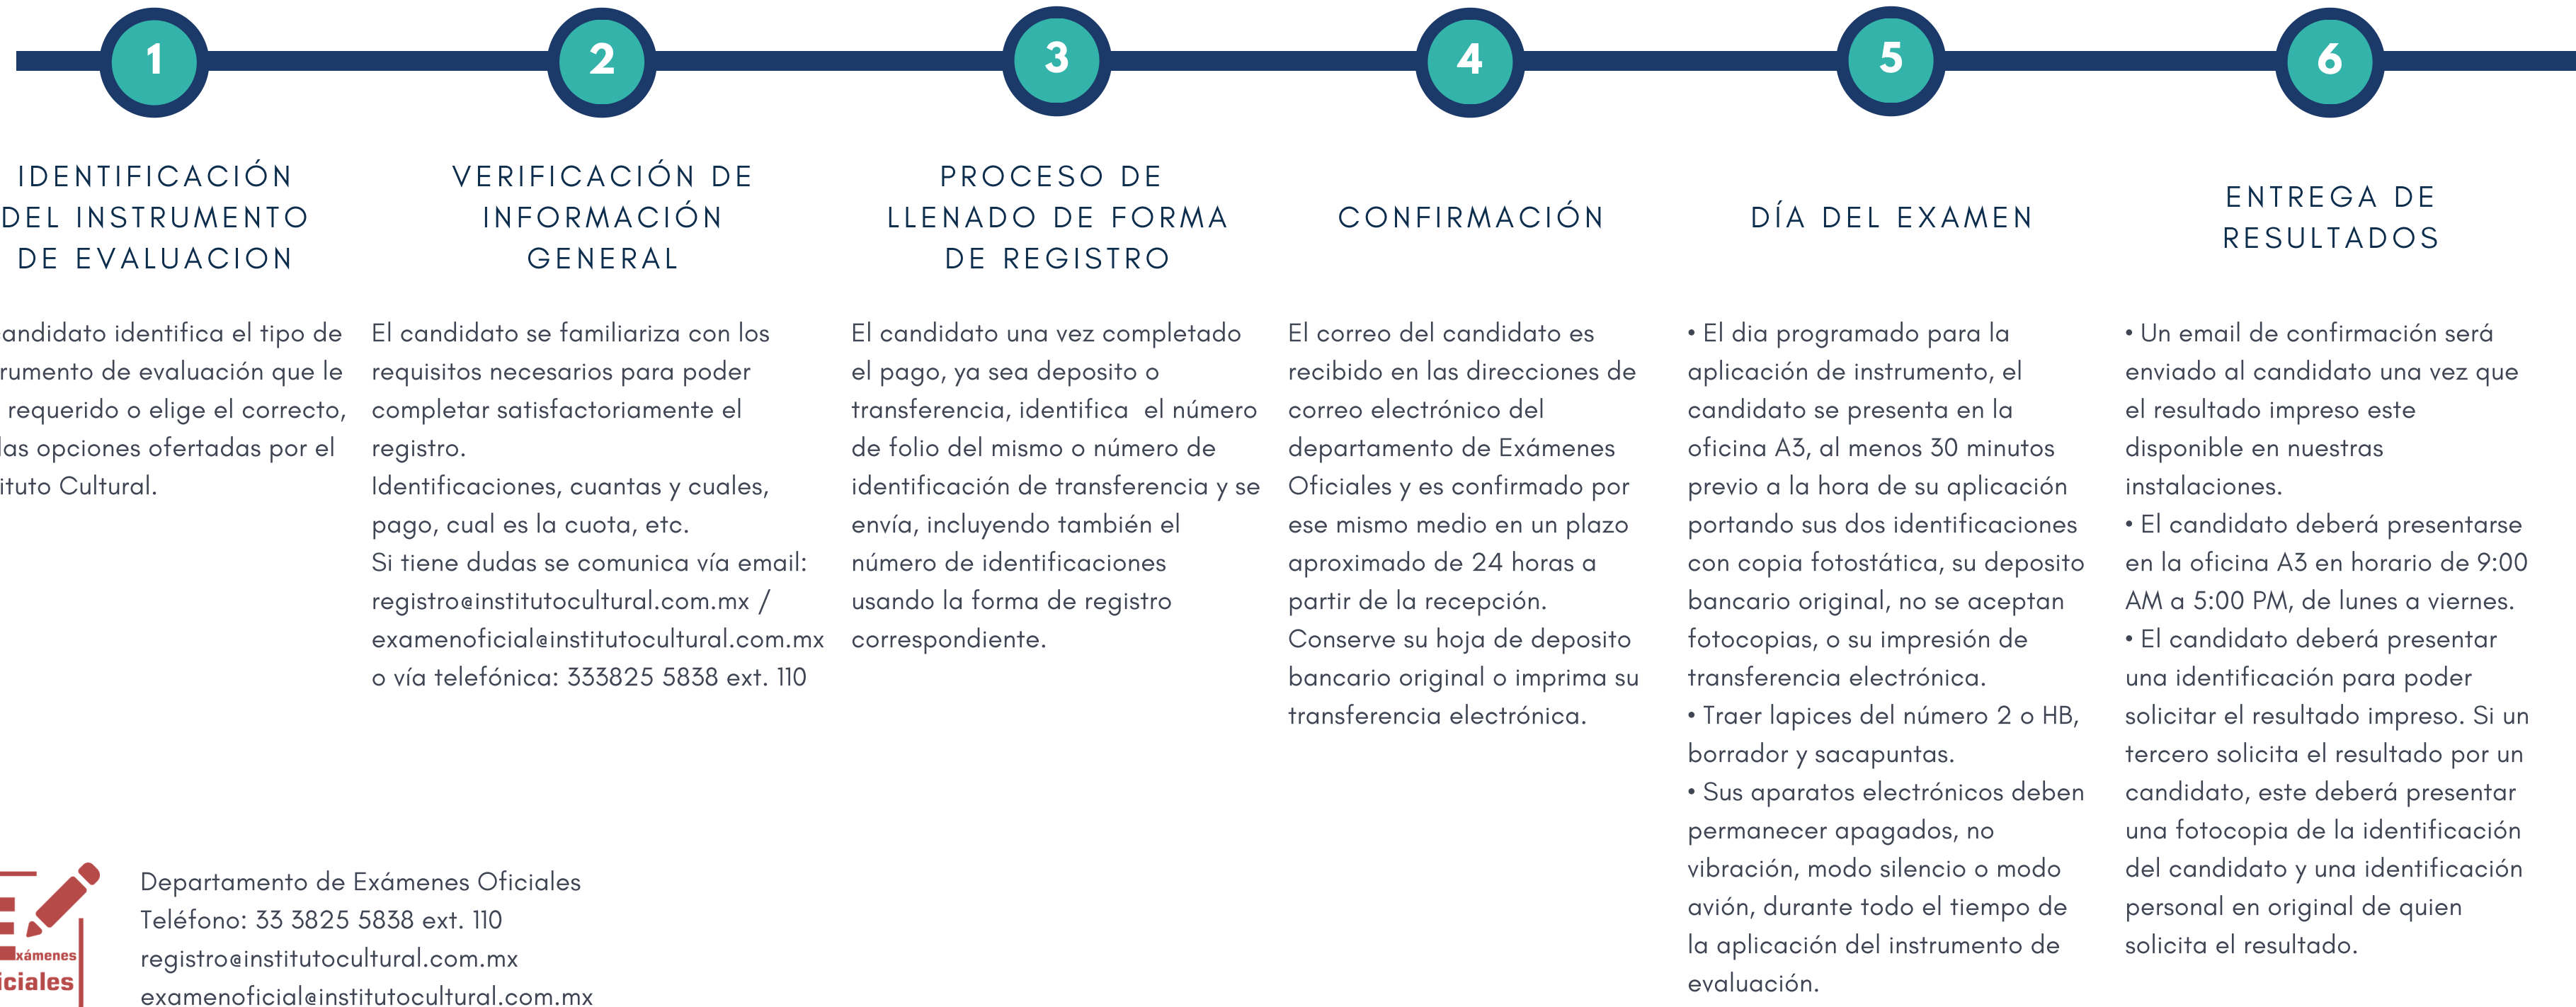 1
2
3
4
5
6
IDENTIFICACIÓN
DEL INSTRUMENTO
DE EVALUACION
andidato identifica el tipo de
rumento de evaluación que le
requerido o elige el correcto,
las opciones ofertadas por el
ituto Cultural.
VERIFICACIÓN DE
INFORMACIÓN
GENERAL
El candidato se familiariza con los
requisitos necesarios para poder
completar satisfactoriamente el
registro.
Identificaciones, cuantas y cuales,
pago, cual es la cuota, etc.
Si tiene dudas se comunica vía email:
registro@institutocultural.com.mx /
examenoficial@institutocultural.com.mx
o vía telefónica: 333825 5838 ext. 110
PROCESO DE
LLENADO DE FORMA
DE REGISTRO
El candidato una vez completado
el pago, ya sea deposito o
transferencia, identifica el número
de folio del mismo o número de
identificación de transferencia y se
envía, incluyendo también el
número de identificaciones
usando la forma de registro
correspondiente.
CONFIRMACIÓN
El correo del candidato es
recibido en las direcciones de
correo electrónico del
departamento de Exámenes
Oficiales y es confirmado por
ese mismo medio en un plazo
aproximado de 24 horas a
partir de la recepción.
Conserve su hoja de deposito
bancario original o imprima su
transferencia electrónica.
DÍA DEL EXAMEN
• El dia programado para la
aplicación de instrumento, el
candidato se presenta en la
oficina A3, al menos 30 minutos
previo a la hora de su aplicación
portando sus dos identificaciones
con copia fotostática, su deposito
bancario original, no se aceptan
fotocopias, o su impresión de
transferencia electrónica.
• Traer lapices del número 2 o HB,
borrador y sacapuntas.
• Sus aparatos electrónicos deben
permanecer apagados, no
vibración, modo silencio o modo
avión, durante todo el tiempo de
la aplicación del instrumento de
evaluación.
ENTREGA DE
RESULTADOS
• Un email de confirmación será
enviado al candidato una vez que
el resultado impreso este
disponible en nuestras
instalaciones.
• El candidato deberá presentarse
en la oficina A3 en horario de 9:00
AM a 5:00 PM, de lunes a viernes.
• El candidato deberá presentar
una identificación para poder
solicitar el resultado impreso. Si un
tercero solicita el resultado por un
candidato, este deberá presentar
una fotocopia de la identificación
del candidato y una identificación
personal en original de quien
solicita el resultado.
xámenes
iciales
Departamento de Exámenes Oficiales
Teléfono: 33 3825 5838 ext. 110
registro@institutocultural.com.mx
examenoficial@institutocultural.com.mx